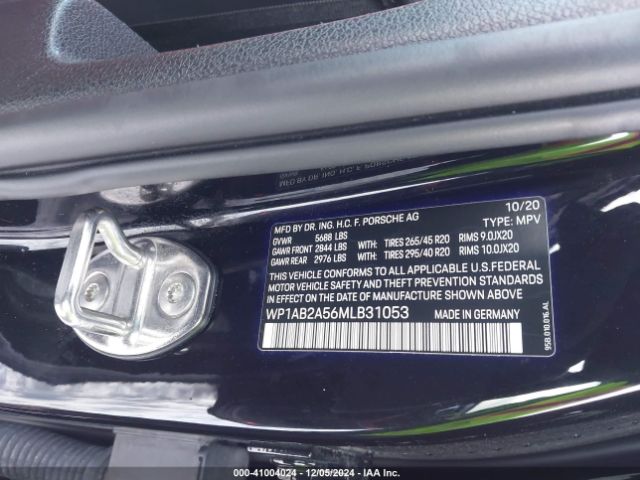 10/20
MFD BY DR. ING. H.C. F. PORSCHE AG TYPE: MPV
GVWR 5688 LBS
GAWR FRONT 2844 LBS WITH: TIRES 265/45 R20 RIMS 9.0JX20
GAWR REAR 2976 LBS WITH: TIRES 295/40 R20 RIMS 10.0JX20
THIS VEHICLE CONFORMS TO ALL APPLICABLE U.S. FEDERAL
MOTOR VEHICLE SAFETY AND THEFT PREVENTION STANDARDS
IN EFFECT ON THE DATE OF MANUFACTURE SHOWN ABOVE
WP1AB2A56MLB31053 MADE IN GERMANY
95B.010.016.AL
000-41004024 | 12/05/2024 | IAA Inc.